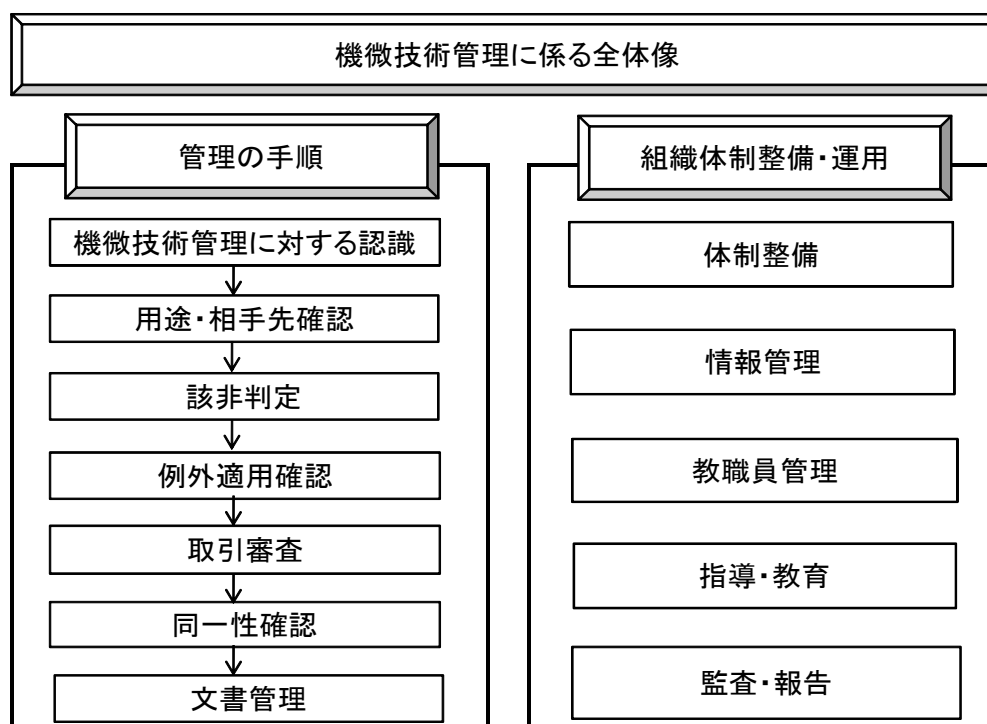 機微技術管理に係る全体像
管理の手順
機微技術管理に対する認識
用途・相手先確認
該非判定
例外適用確認
取引審査
同一性確認
文書管理
組織体制整備・運用
体制整備
情報管理
教職員管理
指導・教育
監査・報告